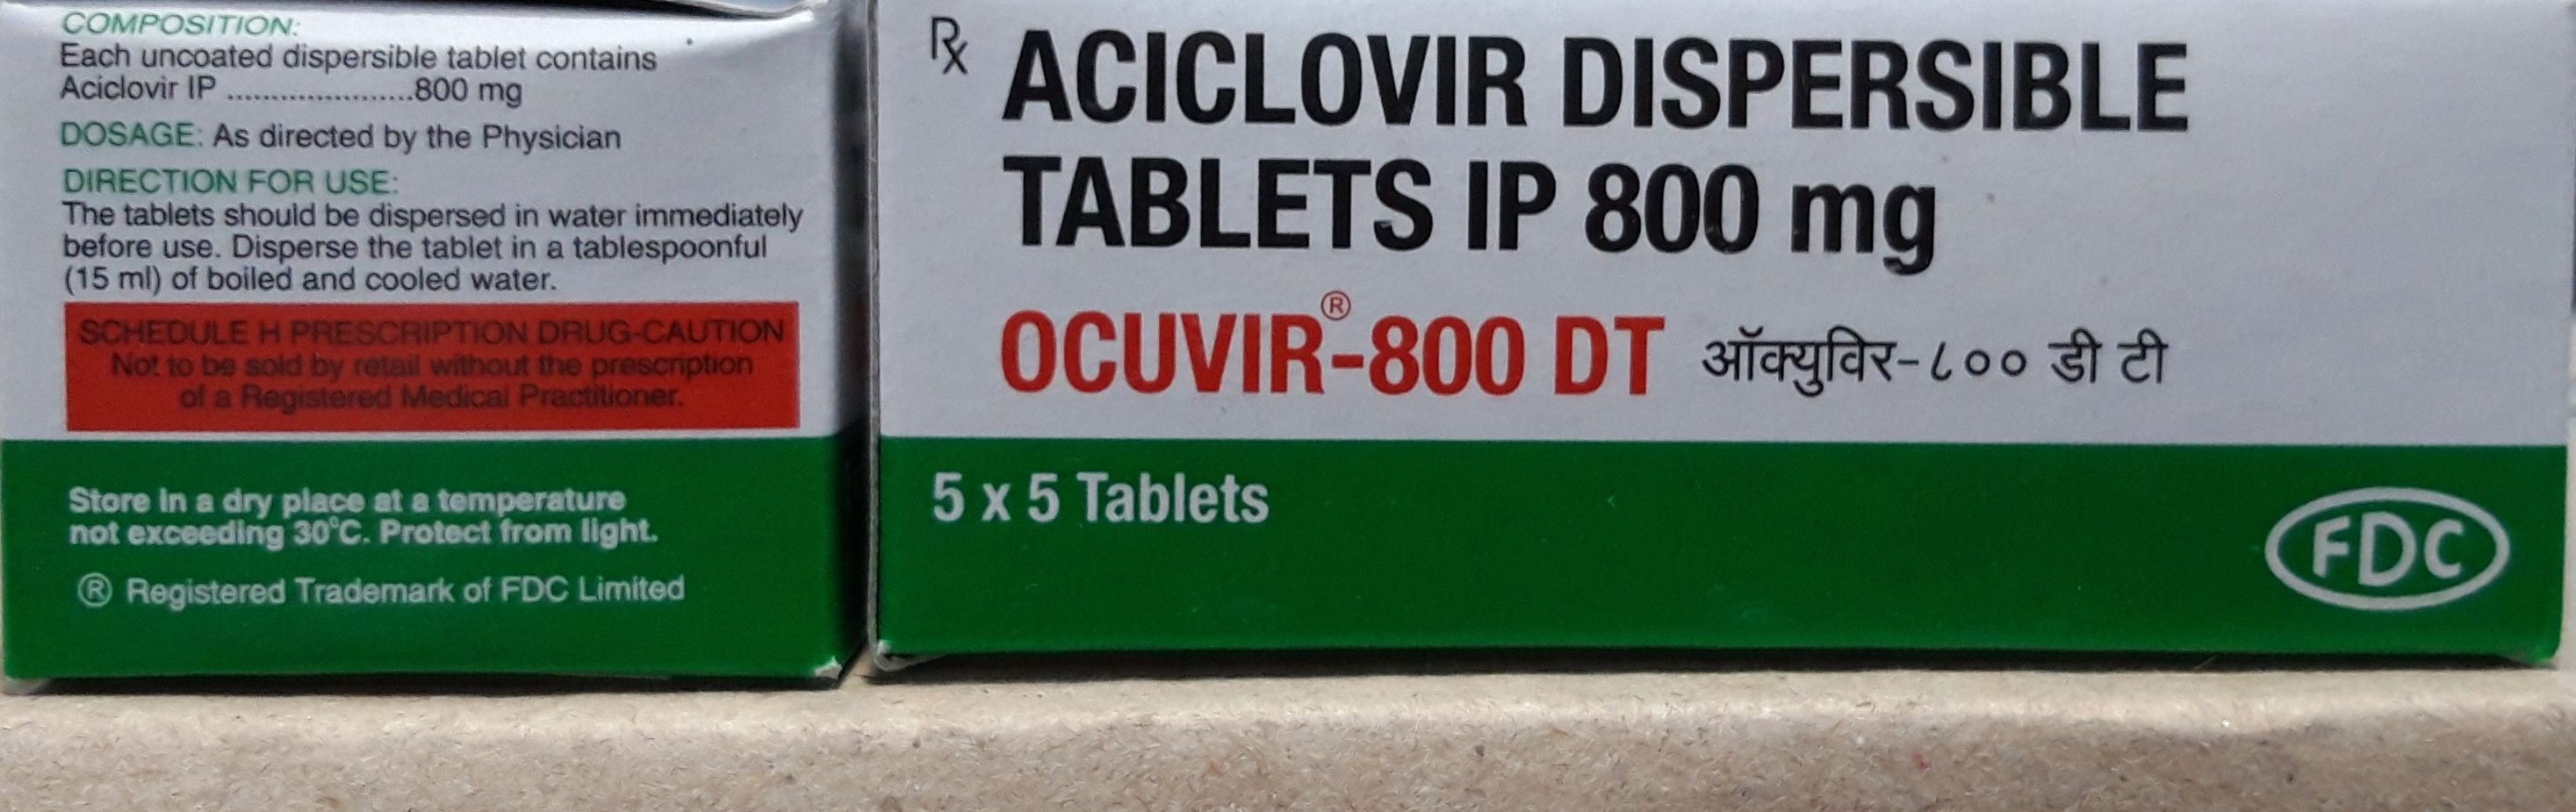 COMPOSITION:
Each uncoated dispersible tablet contains
Aciclovir IP .....................800 mg
DOSAGE: As directed by the Physician
DIRECTION FOR USE:
The tablets should be dispersed in water immediately
before use. Disperse the tablet in a tablespoonful
(15 ml) of boiled and cooled water.
SCHEDULE H PRESCRIPTION DRUG-CAUTION
Not to be sold by retail without the prescription
of a Registered Medical Practitioner.
Store in a dry place at a temperature
not exceeding 30°C. Protect from light.
® Registered Trademark of FDC Limited
Rx ACICLOVIR DISPERSIBLE
TABLETS IP 800 mg
OCUVIR®-800 DT ऑक्युविर-८०० डी टी
5 x 5 Tablets
FDC